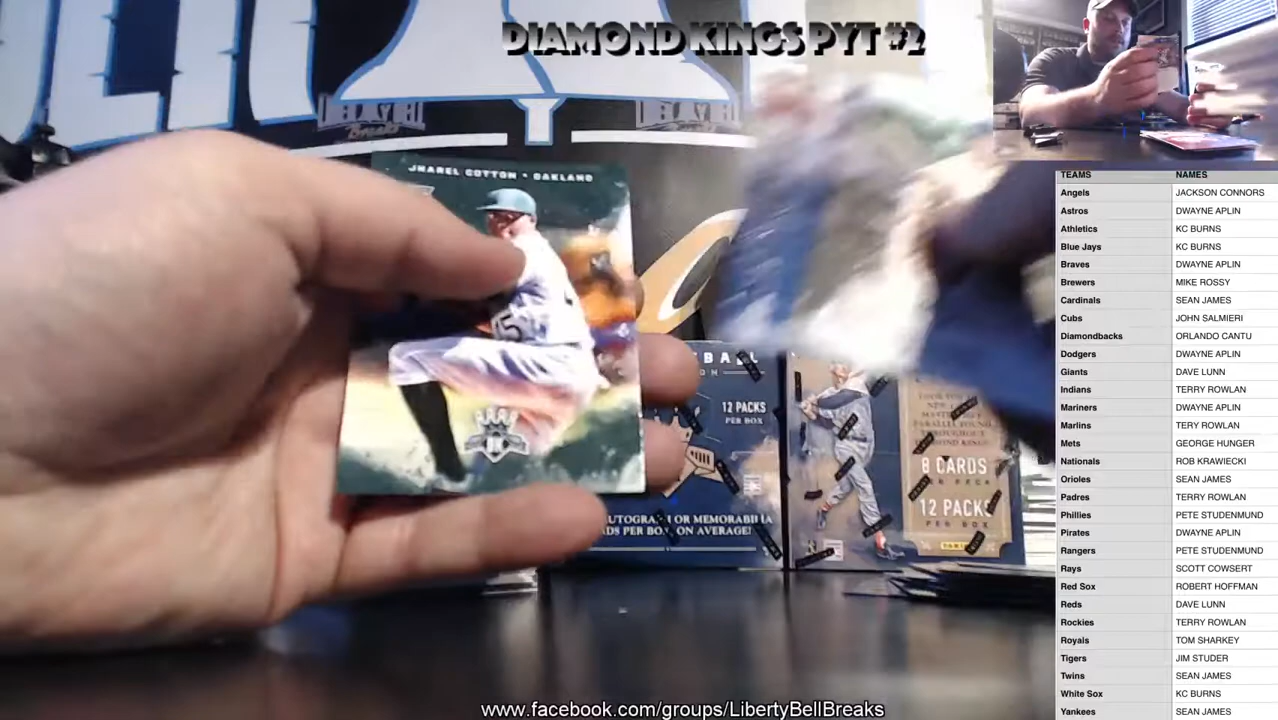 DIAMOND KINGS PYT #2
JHAREL COTTON • OAKLAND
15
BALL
12 PACKS
PER BOX
8 CARDS
12 PACKS
PER BOX
ON AVERAGE!
TEAMS NAMES
Angels JACKSON CONNORS
Astros DWAYNE APLIN
Athletics KC BURNS
Blue Jays KC BURNS
Braves DWAYNE APLIN
Brewers MIKE ROSSY
Cardinals SEAN JAMES
Cubs JOHN SALMIERI
Diamondbacks ORLANDO CANTU
Dodgers DWAYNE APLIN
Giants DAVE LUNN
Indians TERRY ROWLAN
Mariners DWAYNE APLIN
Marlins TERY ROWLAN
Mets GEORGE HUNGER
Nationals ROB KRAWIECKI
Orioles SEAN JAMES
Padres TERRY ROWLAN
Phillies PETE STUDENMUND
Pirates DWAYNE APLIN
Rangers PETE STUDENMUND
Rays SCOTT COWSERT
Red Sox ROBERT HOFFMAN
Reds DAVE LUNN
Rockies TERRY ROWLAN
Royals TOM SHARKEY
Tigers JIM STUDER
Twins SEAN JAMES
White Sox KC BURNS
Yankees SEAN JAMES
www.facebook.com/groups/LibertyBellBreaks